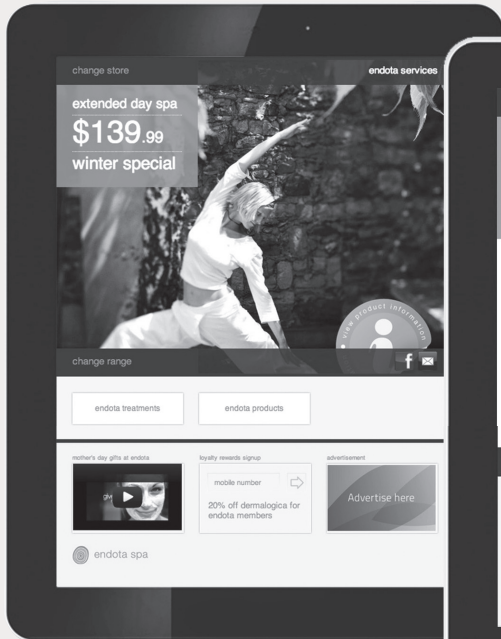 change store
endota services
extended day spa
$139.99
winter special
view product information
change range
endota treatments
endota products
mother's day gifts at endota
loyalty rewards signup
advertisement
mobile number
20% off dermalogica for
endota members
Advertise here
endota spa